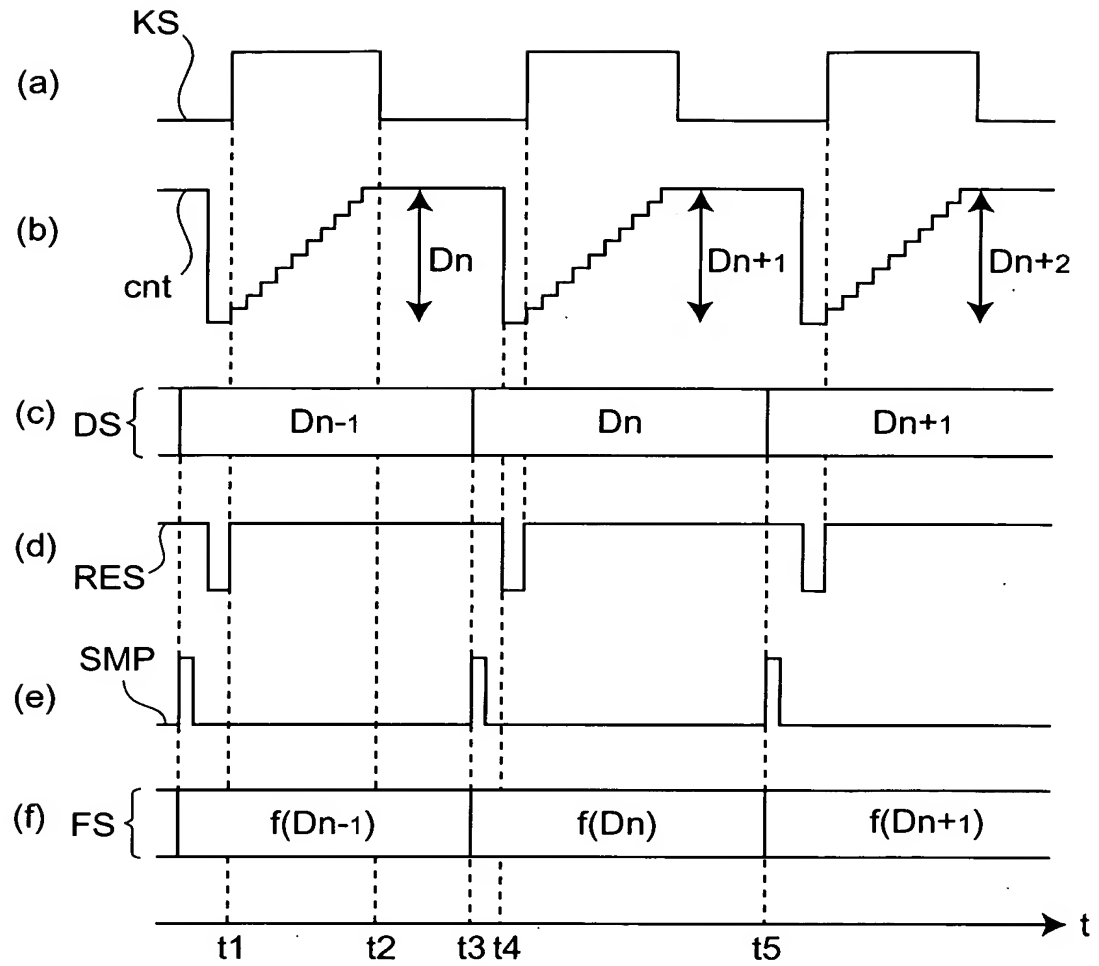 KS
(a)
(b)
cnt
Dn
Dn+1
Dn+2
(c) DS
Dn-1
Dn
Dn+1
(d)
RES
SMP
(e)
(f) FS
f(Dn-1)
f(Dn)
f(Dn+1)
t
t1 t2 t3 t4 t5